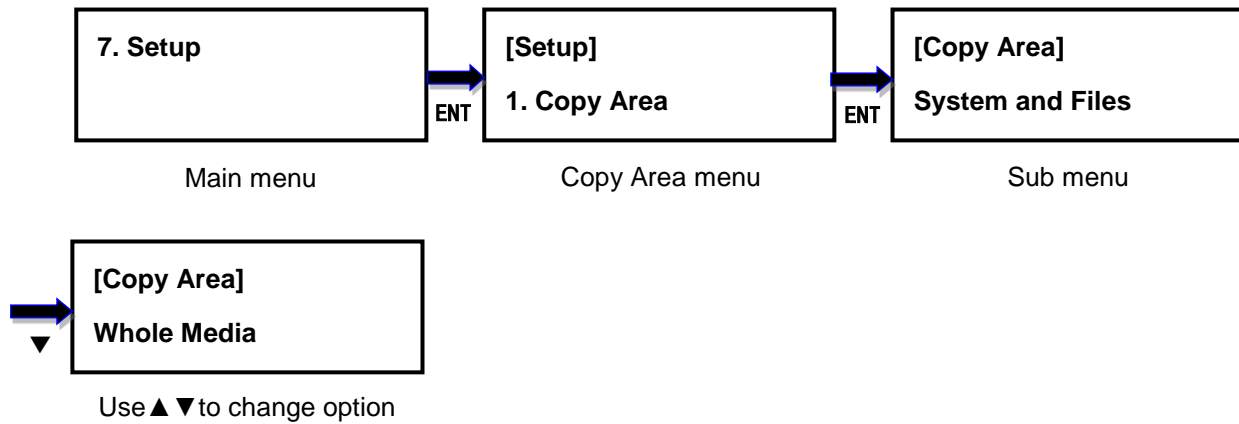 7. Setup
[Setup]
1. Copy Area
[Copy Area]
System and Files
ENT
ENT
Main menu
Copy Area menu
Sub menu
[Copy Area]
Whole Media
▼
Use▲▼to change option